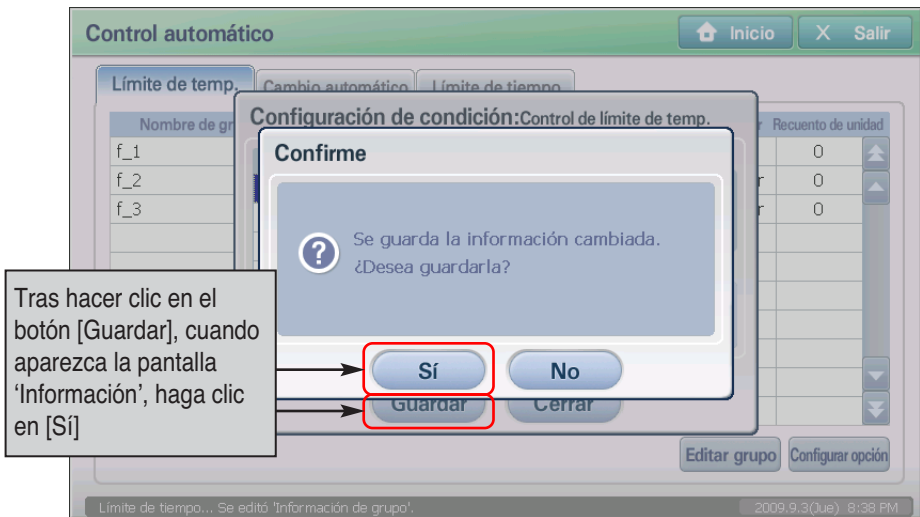 Control automático
Inicio
X Salir
Límite de temp.
Cambio automático
Límite de tiempo
Configuración de condición:Control de límite de temp.
Nombre de gr
r Recuento de unidad
Confirme
f_1 0
f_2 r 0
f_3 r 0
?
Se guarda la información cambiada.
¿Desea guardarla?
Tras hacer clic en el
botón [Guardar], cuando
aparezca la pantalla
‘Información’, haga clic
en [Sí]
Sí
No
Guardar
Cerrar
Editar grupo
Configurar opción
Límite de tiempo... Se editó 'Información de grupo'.
2009.9.3(Jue) 8:38 PM